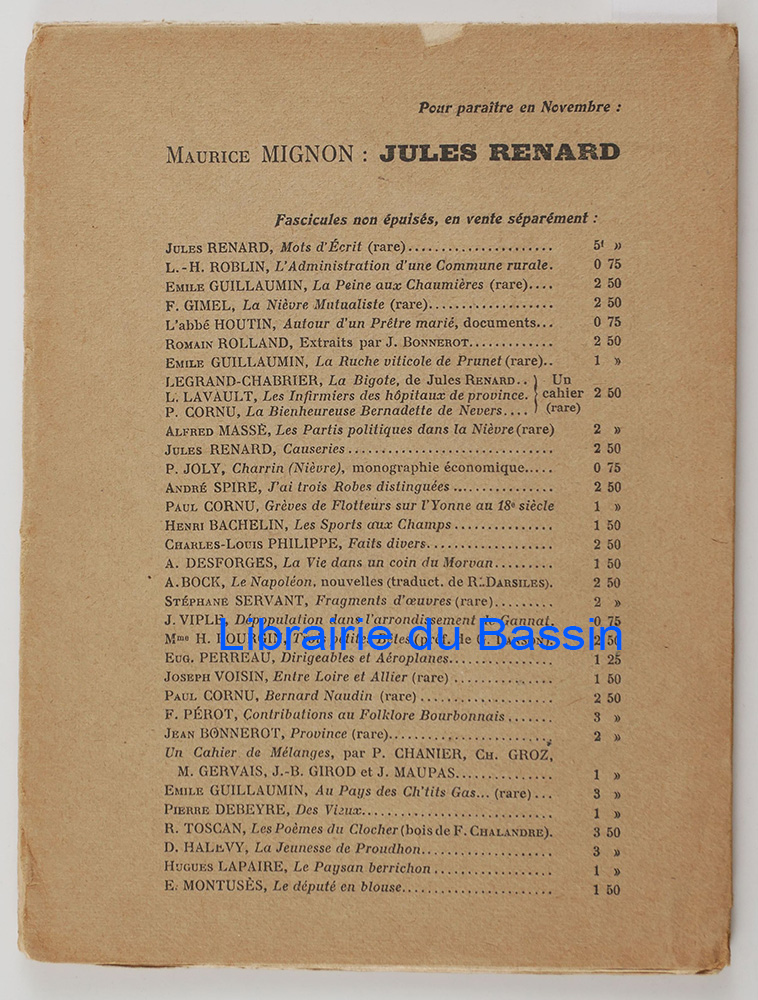 Pour paraître en Novembre :
MAURICE MIGNON : JULES RENARD
Fascicules non épuisés, en vente séparément :
JULES RENARD, Mots d'Écrit (rare)...................... 5f »
L.-H. ROBLIN, L'Administration d'une Commune rurale. 0 75
EMILE GUILLAUMIN, La Peine aux Chaumières (rare).... 2 50
F. GIMEL, La Nièvre Mutualiste (rare)................... 2 50
L'abbé HOUTIN, Autour d'un Prêtre marié, documents... 0 75
ROMAIN ROLLAND, Extraits par J. BONNEROT............. 2 50
EMILE GUILLAUMIN, La Ruche viticole de Prunet (rare).. 1 »
LEGRAND-CHABRIER, La Bigote, de Jules RENARD.. Un
L. LAVAULT, Les Infirmiers des hôpitaux de province. cahier 2 50
P. CORNU, La Bienheureuse Bernadette de Nevers.... (rare)
ALFRED MASSÉ, Les Partis politiques dans la Nièvre (rare) 2 »
JULES RENARD, Causeries............................... 2 50
P. JOLY, Charrin (Nièvre), monographie économique..... 0 75
ANDRÉ SPIRE, J'ai trois Robes distinguées ............... 2 50
PAUL CORNU, Grèves de Flotteurs sur l'Yonne au 18e siècle 1 »
HENRI BACHELIN, Les Sports aux Champs............... 1 50
CHARLES-LOUIS PHILIPPE, Faits divers................... 2 50
A. DESFORGES, La Vie dans un coin du Morvan......... 1 50
A. BOCK, Le Napoléon, nouvelles (traduct. de R. DARSILES). 2 50
STÉPHANE SERVANT, Fragments d'œuvres (rare)......... 2 »
J. VIPLE, Dépopulation dans l'arrondissement de Gannat. 0 75
Librairie du Bassin
Mme H. BOURGIN, Trois petites Bêtes (préf. de 2 50
EUG. PERREAU, Dirigeables et Aéroplanes............... 1 25
JOSEPH VOISIN, Entre Loire et Allier (rare) .............. 1 50
PAUL CORNU, Bernard Naudin (rare) .................... 2 50
F. PÉROT, Contributions au Folklore Bourbonnais....... 3 »
JEAN BONNEROT, Province (rare)........................ 2 »
Un Cahier de Mélanges, par P. CHANIER, CH. GROZ,
M. GERVAIS, J.-B. GIROD et J. MAUPAS.............. 1 »
EMILE GUILLAUMIN, Au Pays des Ch'tits Gas... (rare)... 3 »
PIERRE DEBEYRE, Des Vieux............................. 1 »
R. TOSCAN, Les Poèmes du Clocher (bois de F. CHALANDRE). 3 50
D. HALÉVY, La Jeunesse de Proudhon.................... 3 »
HUGUES LAPAIRE, Le Paysan berrichon .................. 1 »
E. MONTUSÈS, Le député en blouse....................... 1 50